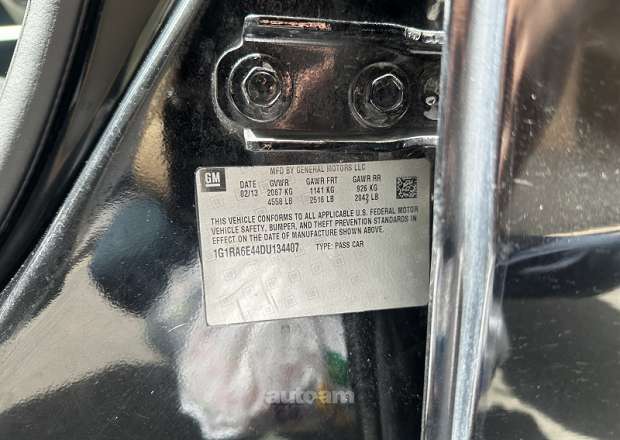 MFD BY GENERAL MOTORS LLC
GM
DATE GVWR GAWR FRT GAWR RR
02/13 2067 KG 1141 KG 926 KG
4558 LB 2516 LB 2042 LB
THIS VEHICLE CONFORMS TO ALL APPLICABLE U.S. FEDERAL MOTOR
VEHICLE SAFETY, BUMPER, AND THEFT PREVENTION STANDARDS IN
EFFECT ON THE DATE OF MANUFACTURE SHOWN ABOVE.
1G1RA6E44DU134407 TYPE: PASS CAR
autoam